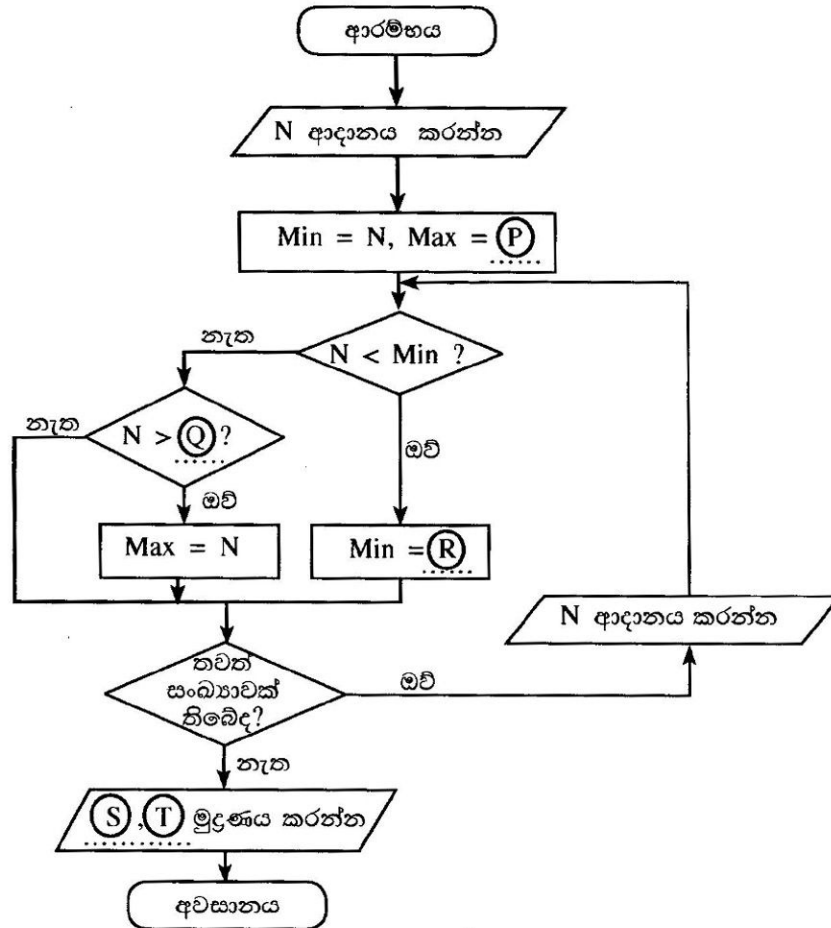 ආරම්භය
N ආදානය කරන්න
Min = N, Max = P
N < Min ?
නැත
ඔව්
N > Q ?
නැත
ඔව්
Max = N
Min = R
N ආදානය කරන්න
තවත්
සංඛ්‍යාවක්
තිබේද?
ඔව්
නැත
S , T මුද්‍රණය කරන්න
අවසානය